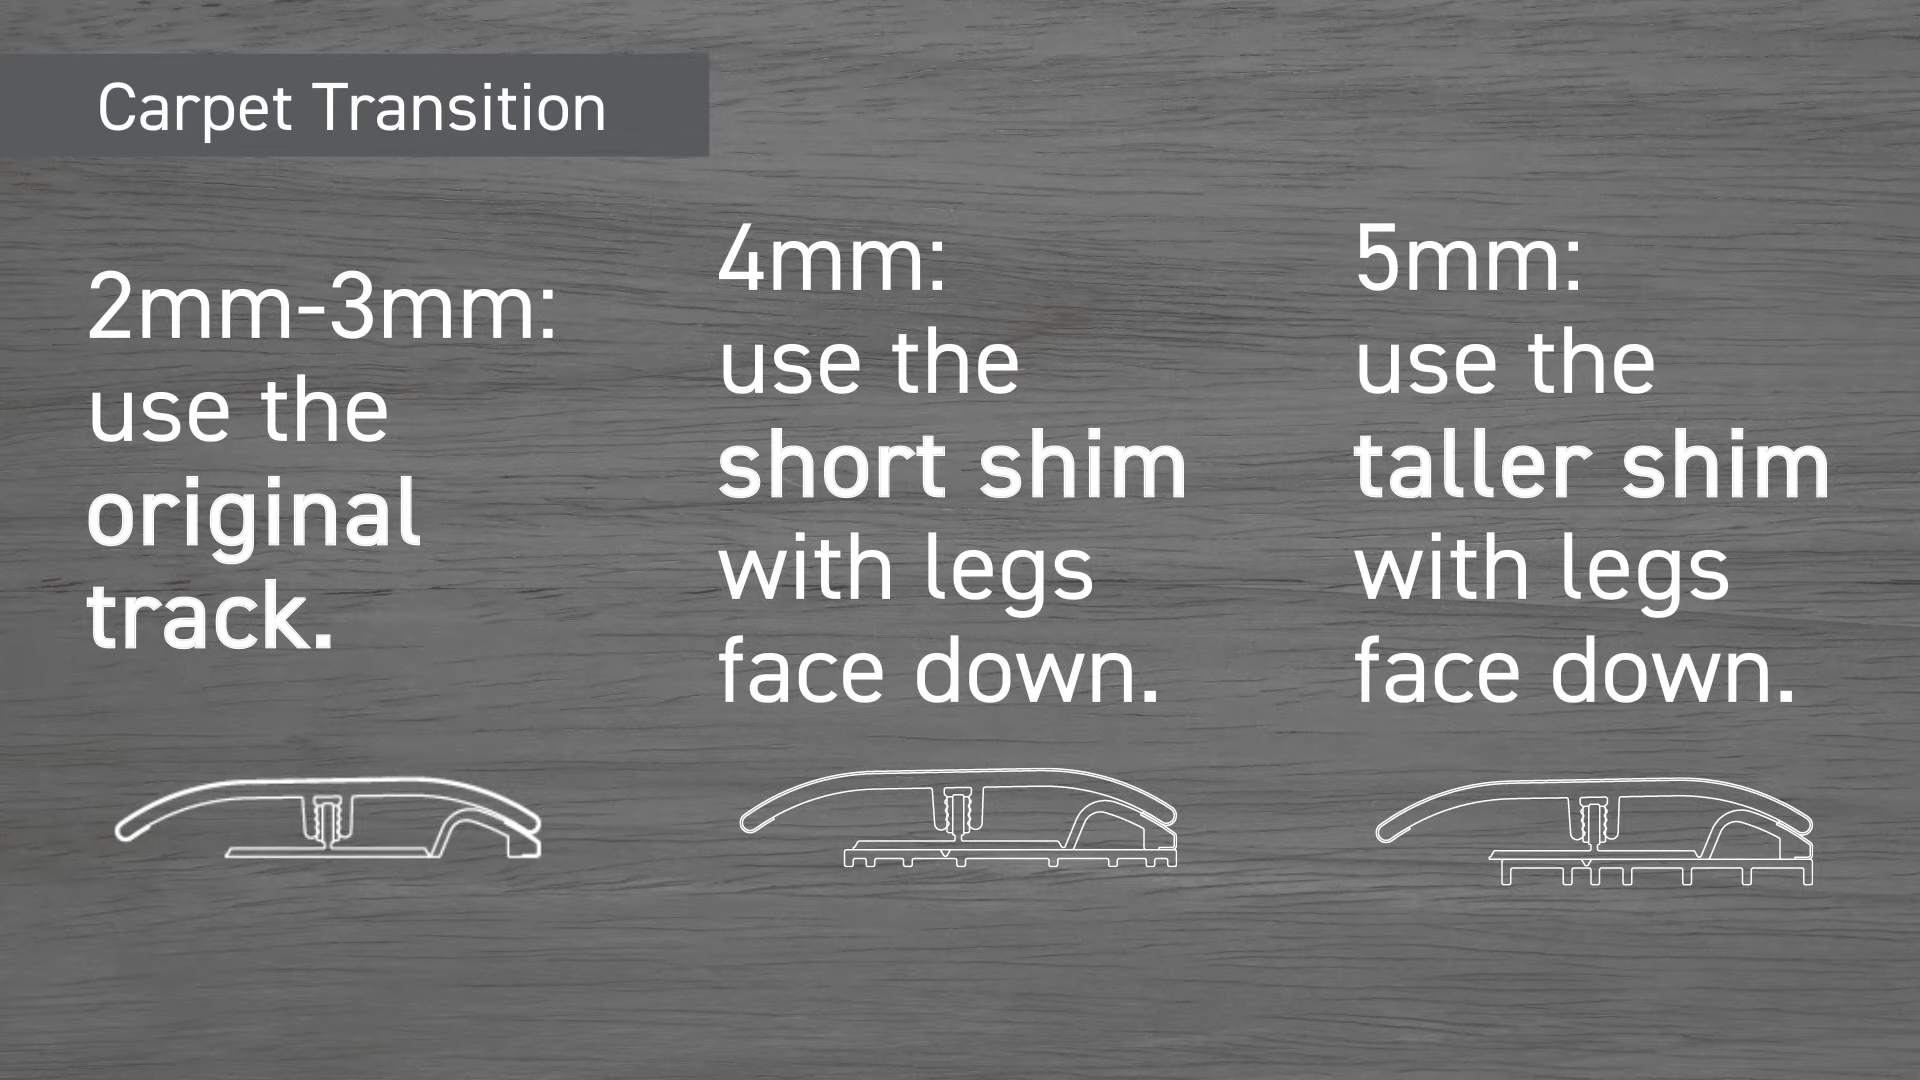 Carpet Transition
2mm-3mm:
use the
original
track.
4mm:
use the
short shim
with legs
face down.
5mm:
use the
taller shim
with legs
face down.